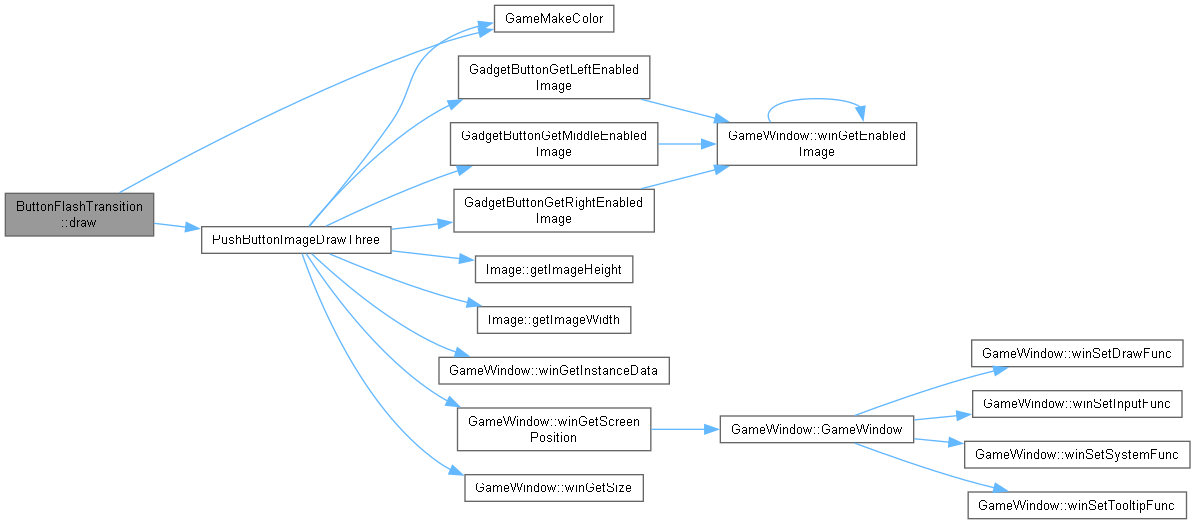 GameMakeColor
GadgetButtonGetLeftEnabled
Image
GadgetButtonGetMiddleEnabled
Image
GameWindow::winGetEnabled
Image
ButtonFlashTransition
::draw
GadgetButtonGetRightEnabled
Image
PushButtonImageDrawThree
Image::getImageHeight
Image::getImageWidth
GameWindow::winSetDrawFunc
GameWindow::winGetInstanceData
GameWindow::winSetInputFunc
GameWindow::winGetScreen
Position
GameWindow::GameWindow
GameWindow::winSetSystemFunc
GameWindow::winGetSize
GameWindow::winSetTooltipFunc